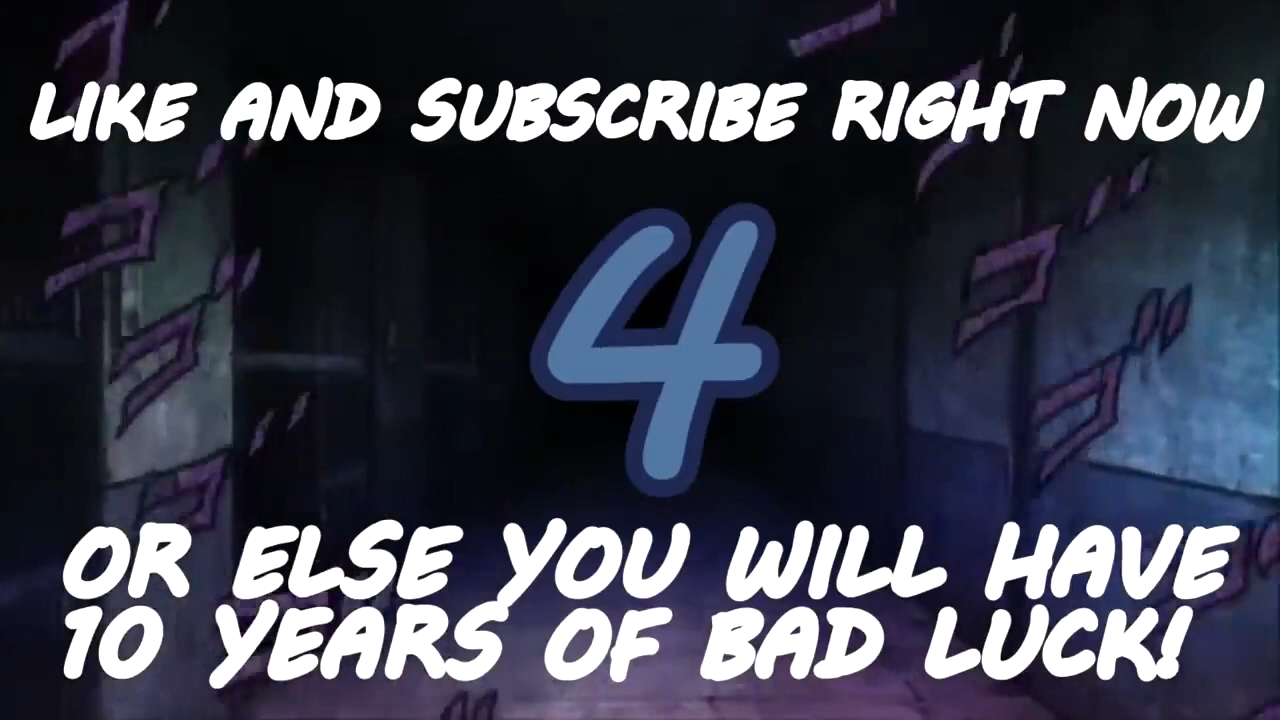 LIKE AND SUBSCRIBE RIGHT NOW
4
OR ELSE YOU WILL HAVE
10 YEARS OF BAD LUCK!